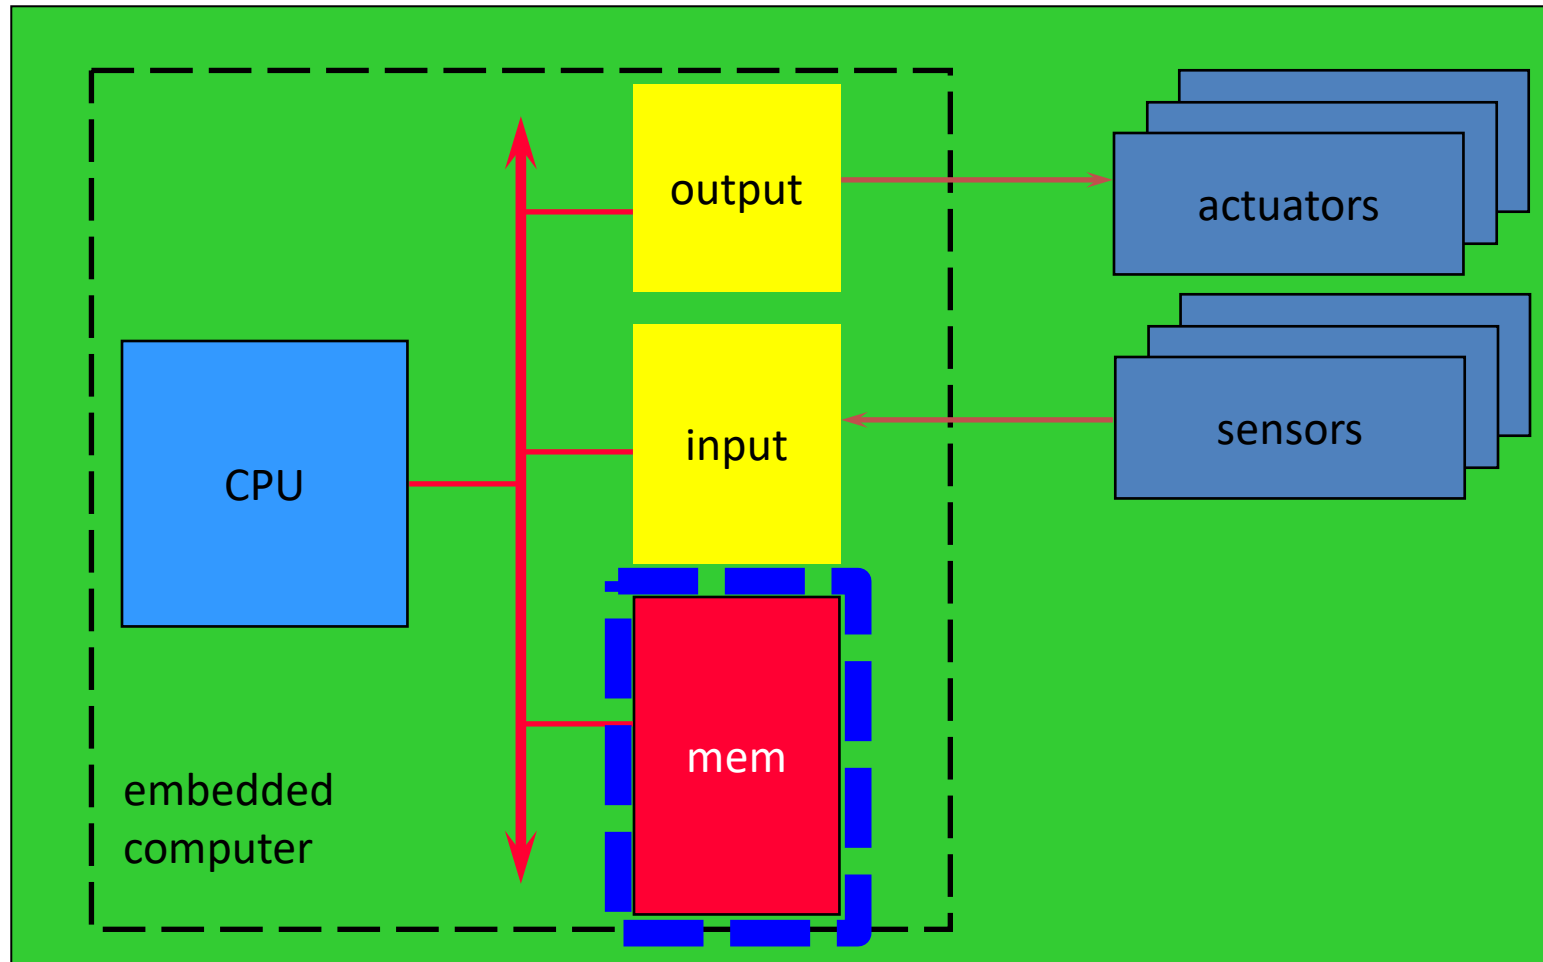 output
actuators
input
sensors
CPU
mem
embedded
computer